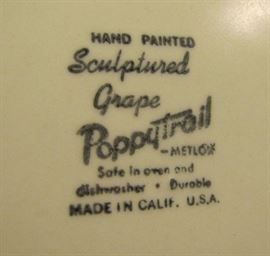 HAND PAINTED
Sculptured
Grape
Poppytrail
-METLOX
Safe in oven and
dishwasher • Durable
MADE IN CALIF. U.S.A.